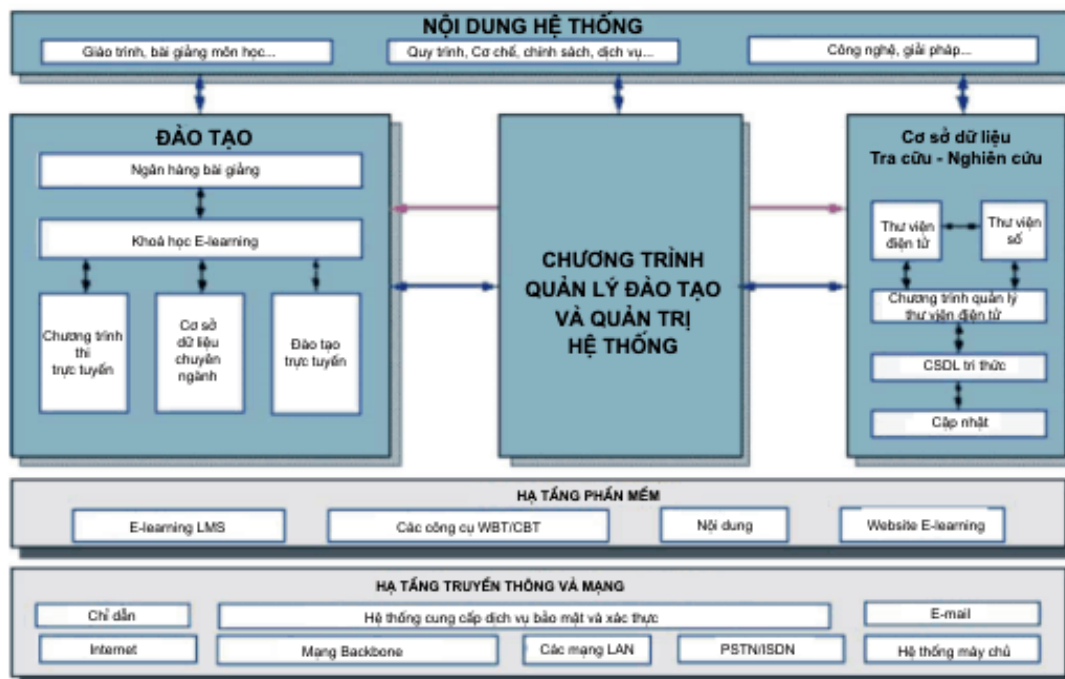 NỘI DUNG HỆ THỐNG
Giáo trình, bài giảng môn học...
Quy trình, Cơ chế, chính sách, dịch vụ...
Công nghệ, giải pháp...
ĐÀO TẠO
Ngân hàng bài giảng
Khoá học E-learning
Chương trình
thi
trực tuyến
Cơ sở
dữ liệu
chuyên
ngành
Đào tạo
trực tuyến
CHƯƠNG TRÌNH
QUẢN LÝ ĐÀO TẠO
VÀ QUẢN TRỊ
HỆ THỐNG
Cơ sở dữ liệu
Tra cứu - Nghiên cứu
Thư viện
điện tử
Thư viện
số
Chương trình quản lý
thư viện điện tử
CSDL tri thức
Cập nhật
HẠ TẦNG PHẦN MỀM
E-learning LMS
Các công cụ WBT/CBT
Nội dung
Website E-learning
HẠ TẦNG TRUYỀN THÔNG VÀ MẠNG
Chỉ dẫn
Hệ thống cung cấp dịch vụ bảo mật và xác thực
E-mail
Internet
Mạng Backbone
Các mạng LAN
PSTN/ISDN
Hệ thống máy chủ